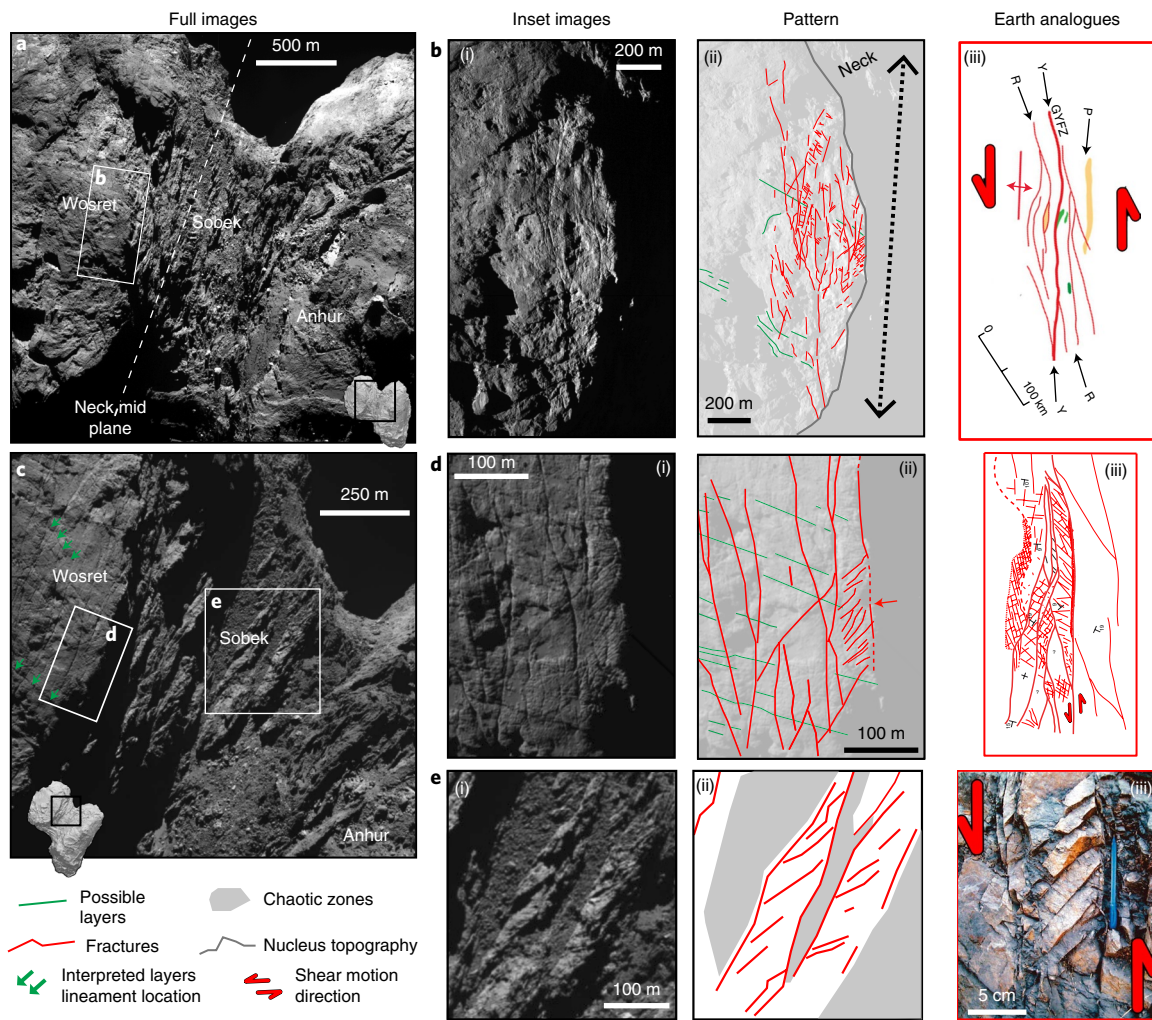 Full images
Inset images
Pattern
Earth analogues
a
500 m
b
Wosret
Sobek
Anhur
Neck mid
plane
b
(i)
200 m
(ii)
Neck
200 m
(iii)
Y
R
GYFZ
P
0
100 km
Y
R
c
250 m
Wosret
d
e
Sobek
Anhur
d
100 m
(i)
(ii)
100 m
(iii)
e
(i)
100 m
(ii)
(iii)
5 cm
Possible
layers
Chaotic zones
Fractures
Nucleus topography
Interpreted layers
lineament location
Shear motion
direction